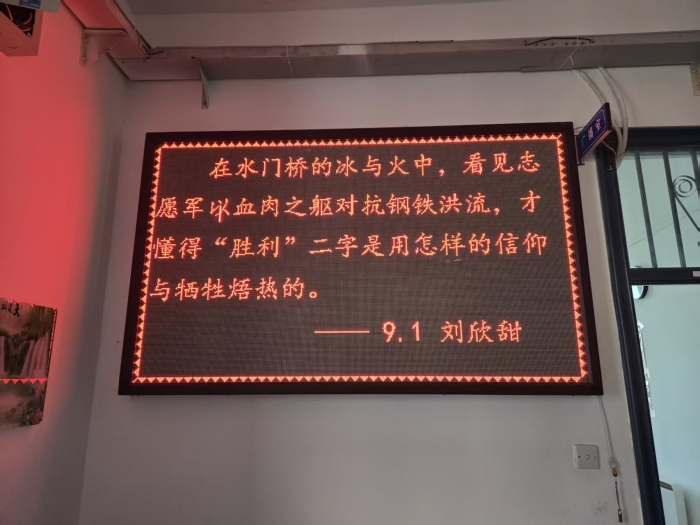 在水门桥的冰与火中，看见志
愿军以血肉之躯对抗钢铁洪流，才
懂得“胜利”二字是用怎样的信仰
与牺牲焐热的。
—— 9.1 刘欣甜